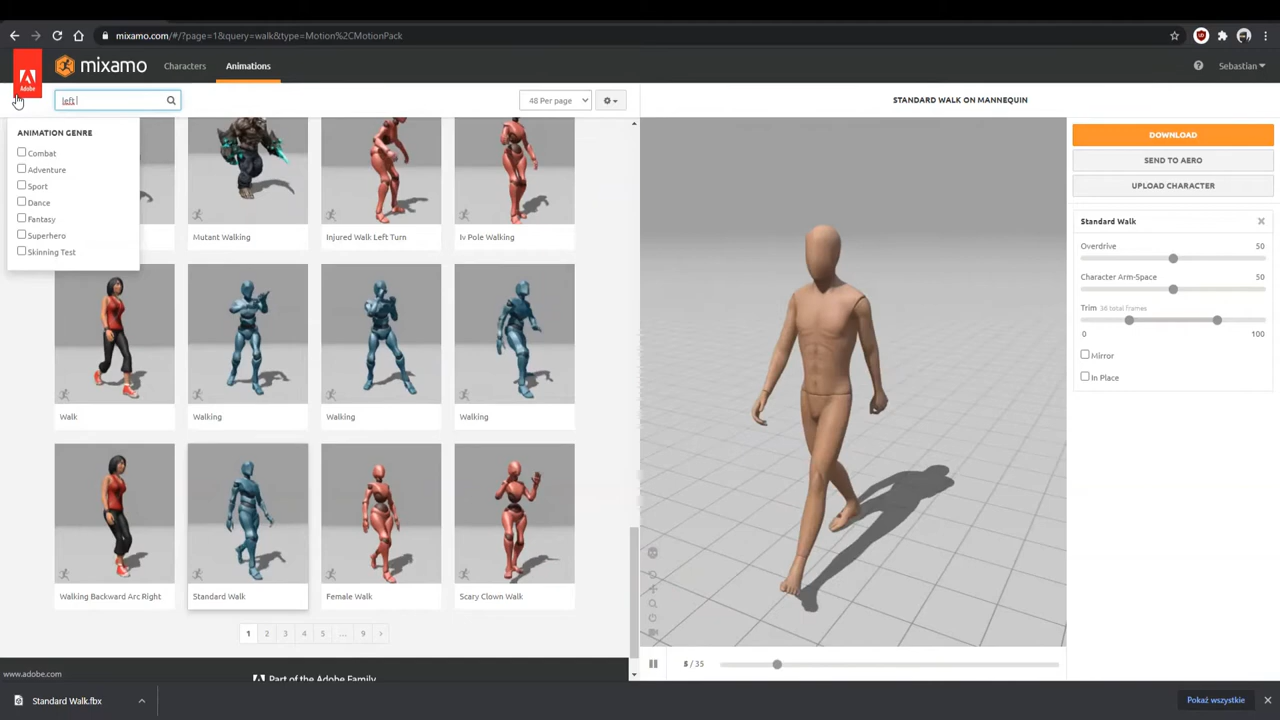 mixamo.com/#/?page=1&query=walk&type=Motion%2CMotionPack
Adobe
mixamo
Characters
Animations
Sebastian
left
48 Per page
STANDARD WALK ON MANNEQUIN
ANIMATION GENRE
Combat
Adventure
Sport
Dance
Fantasy
Superhero
Skinning Test
Mutant Walking
Injured Walk Left Turn
Iv Pole Walking
Walk
Walking
Walking
Walking
Walking Backward Arc Right
Standard Walk
Female Walk
Scary Clown Walk
1 2 3 4 5 ... 9 ›
DOWNLOAD
SEND TO AERO
UPLOAD CHARACTER
Standard Walk
Overdrive 50
Character Arm-Space 50
Trim 36 total frames
0 100
Mirror
In Place
/ 35
www.adobe.com
Part of the Adobe Family
Standard Walk.fbx
Pokaż wszystkie